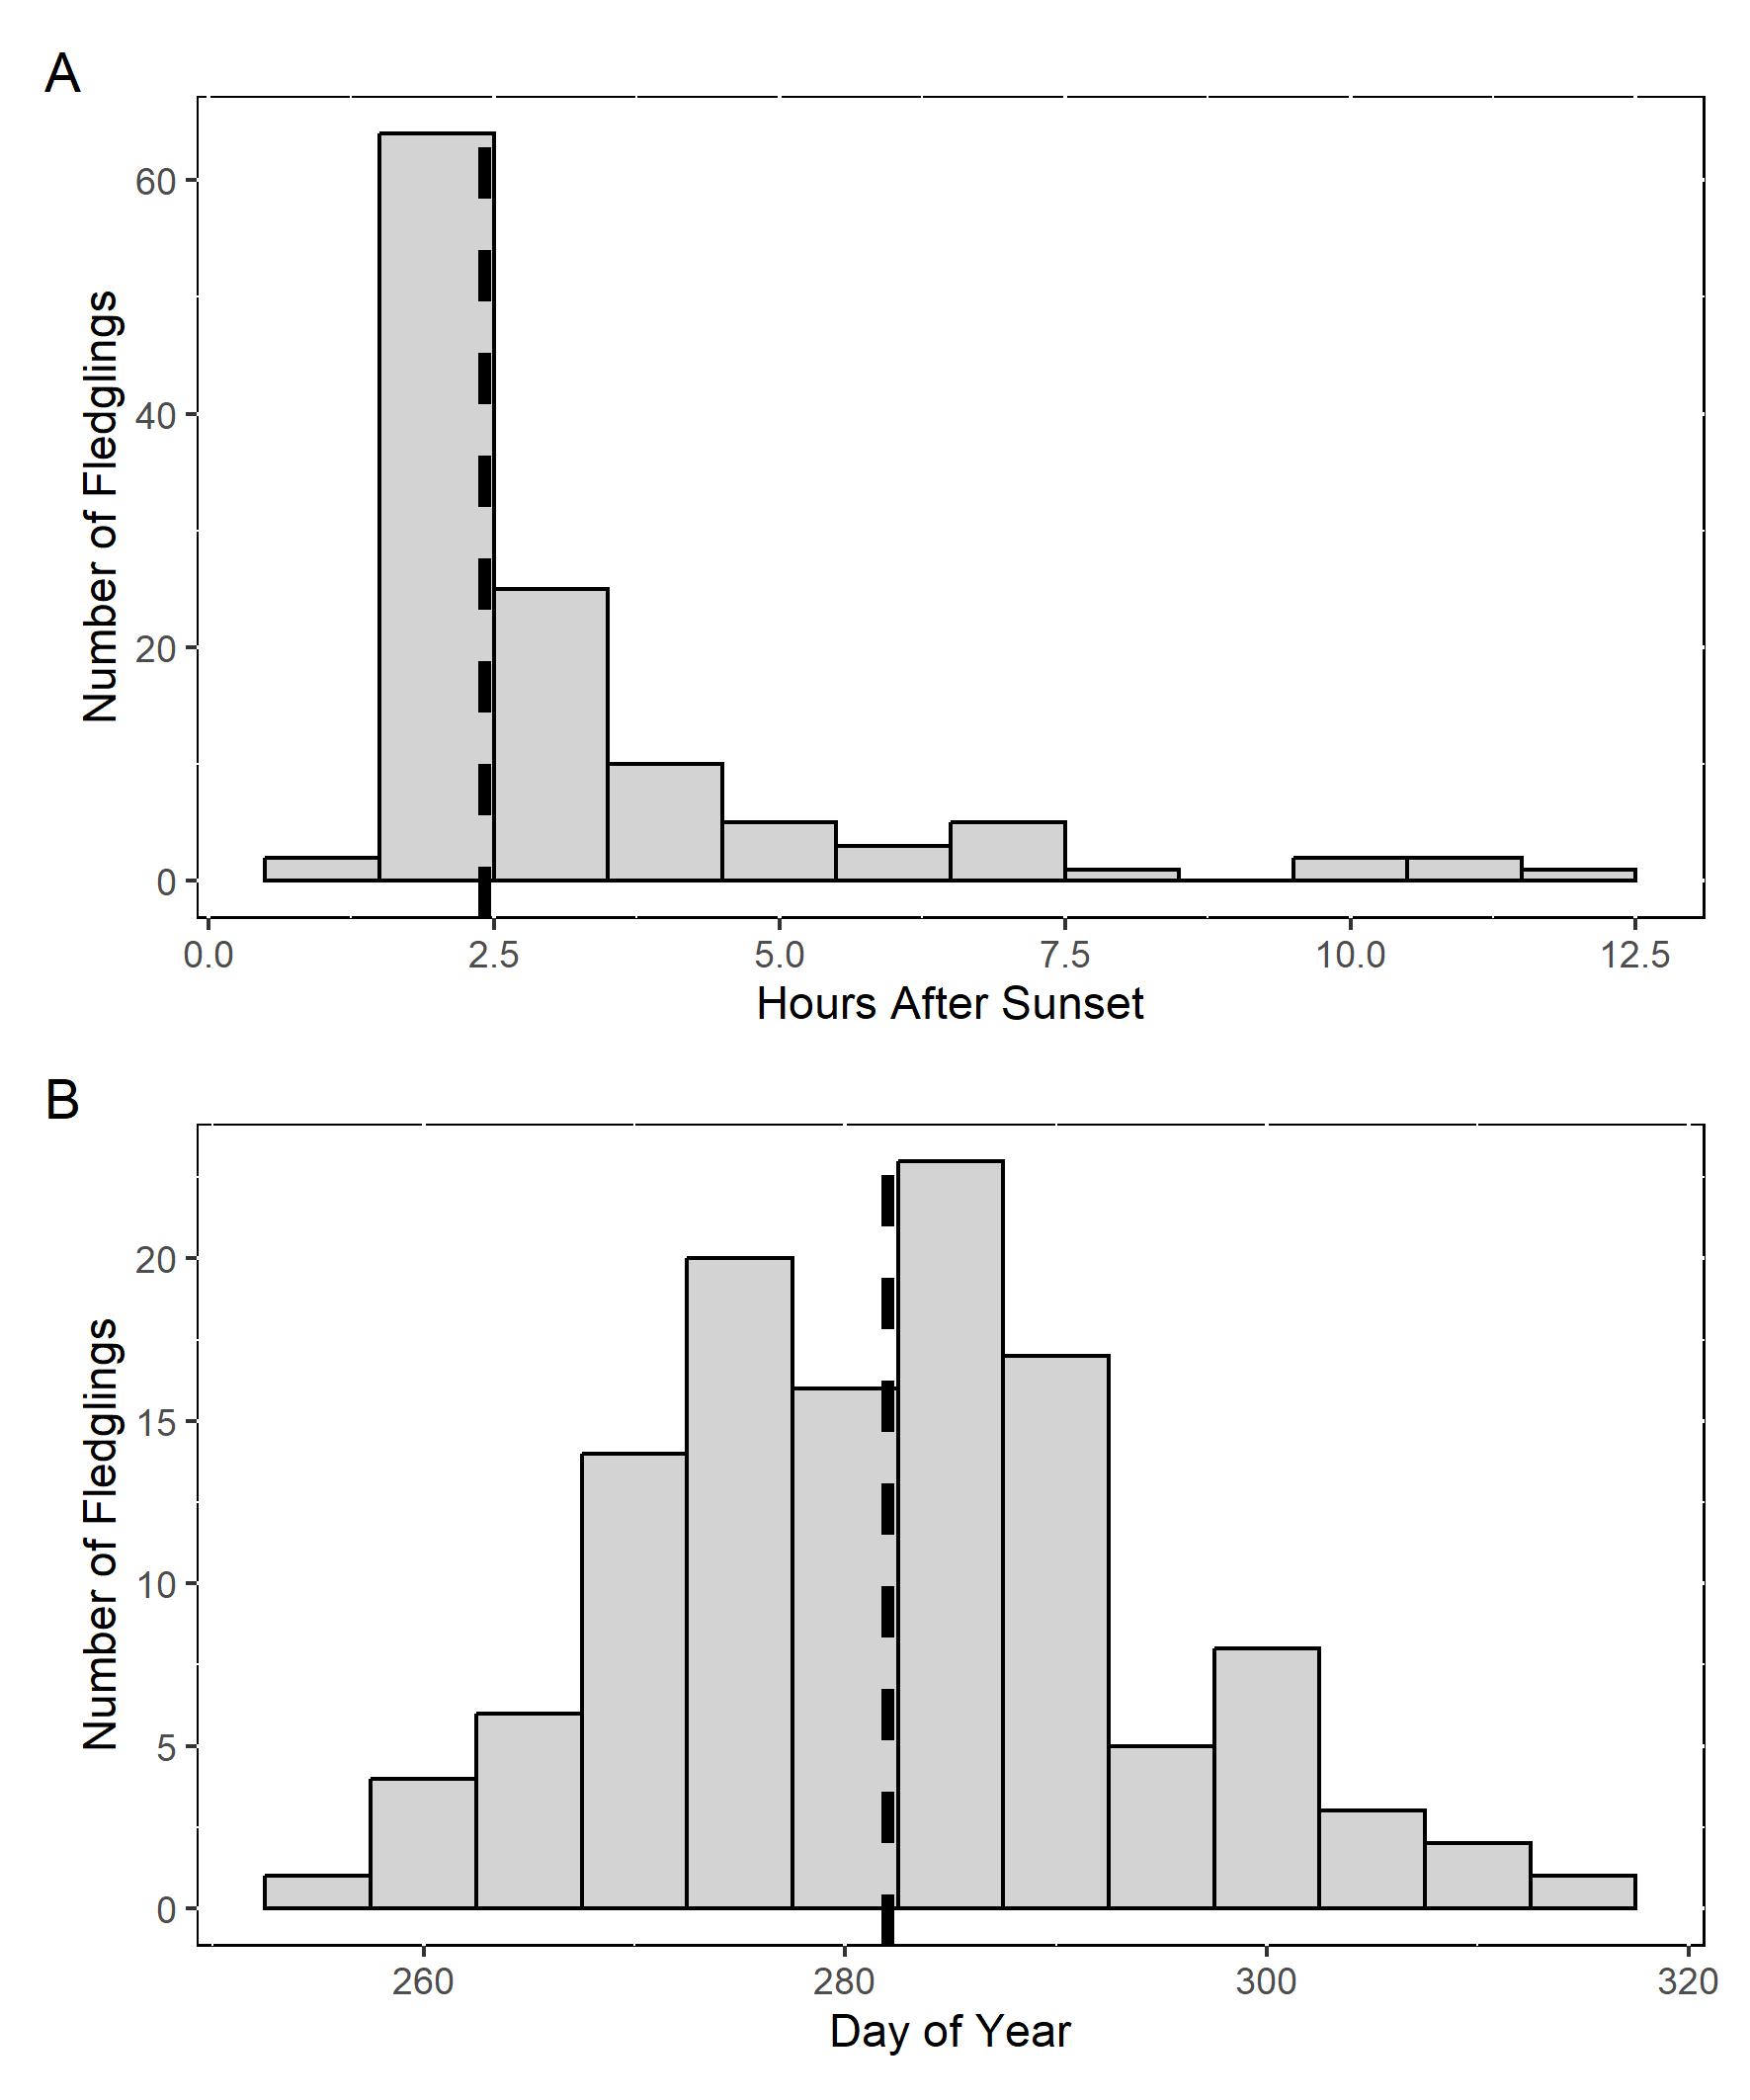 A
Number of Fledglings
60
40
20
0
0.0 2.5 5.0 7.5 10.0 12.5
Hours After Sunset
B
Number of Fledglings
20
15
10
5
0
260 280 300 320
Day of Year